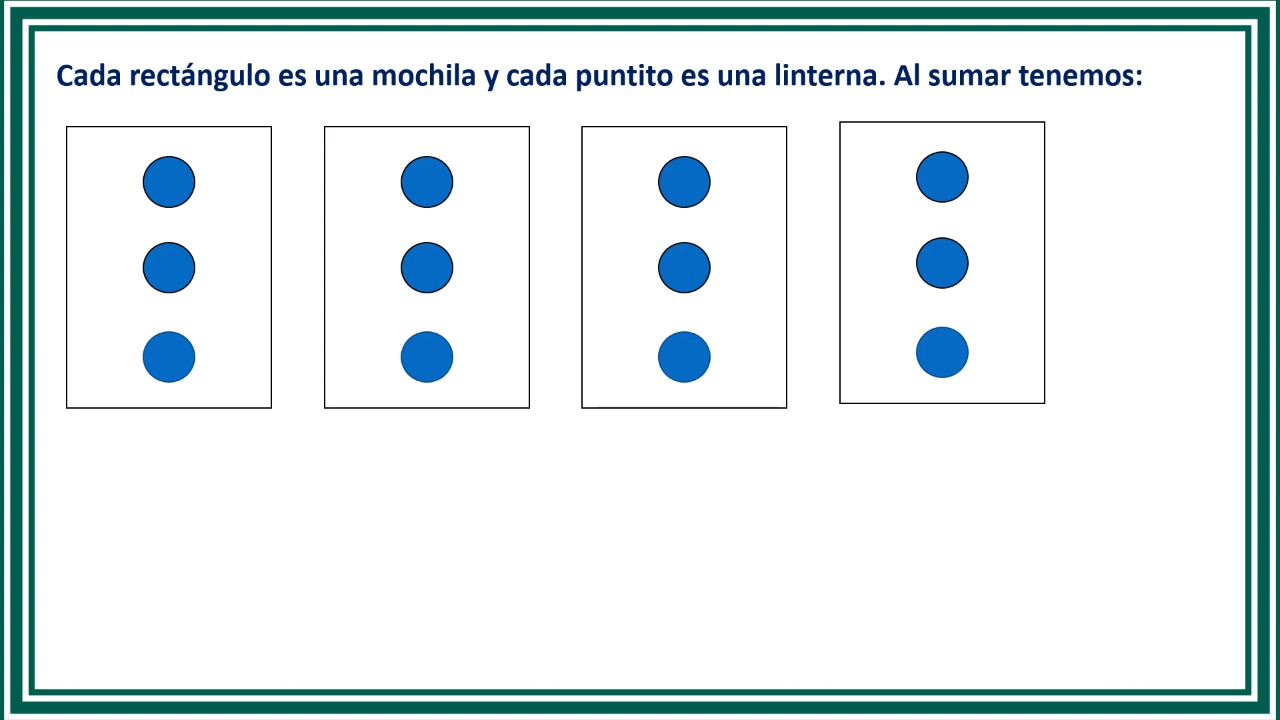 Cada rectángulo es una mochila y cada puntito es una linterna. Al sumar tenemos: